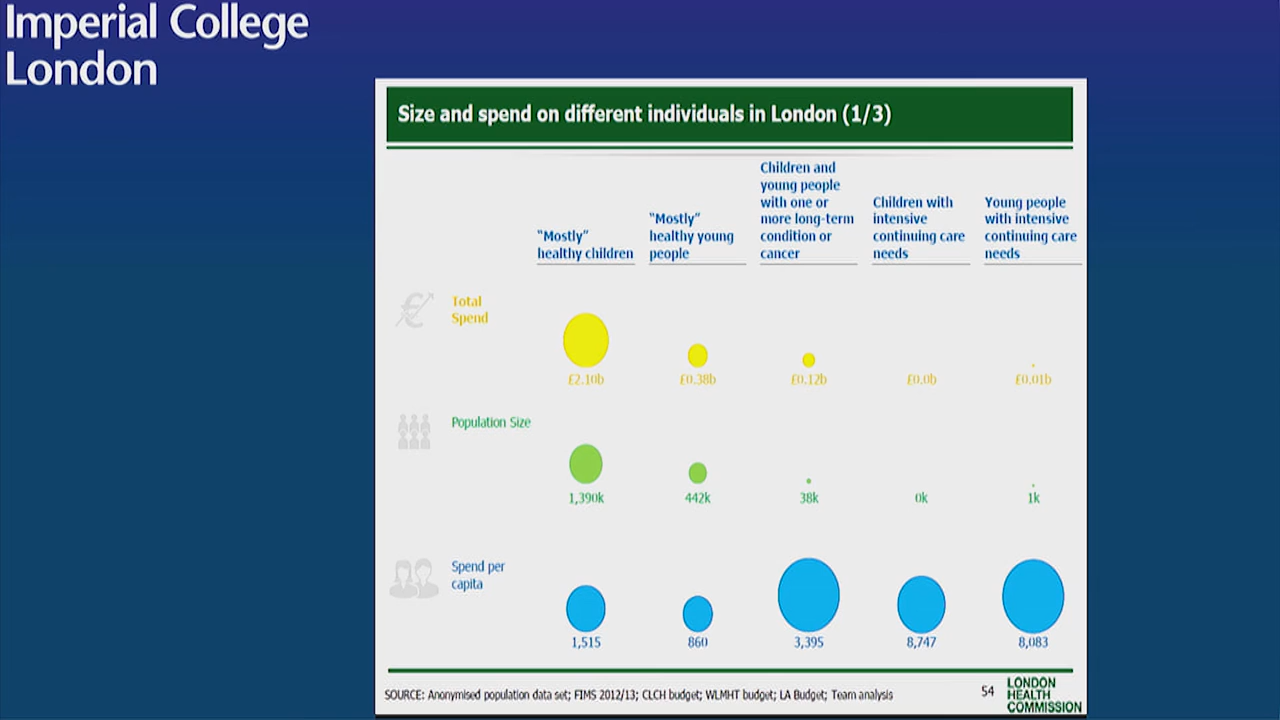 Imperial College
London
Size and spend on different individuals in London (1/3)
"Mostly"
healthy children
"Mostly"
healthy young
people
Children and
young people
with one or
more long-term
condition or
cancer
Children with
intensive
continuing care
needs
Young people
with intensive
continuing care
needs
Total
Spend
£2.10b £0.38b £0.12b £0.0b £0.01b
Population Size
1,390k 442k 38k 0k 1k
Spend per
capita
1,515 860 3,395 8,747 8,083
SOURCE: Anonymised population data set; FIMS 2012/13; CLCH budget; WLMHT budget; LA Budget; Team analysis
54
LONDON
HEALTH
COMMISSION